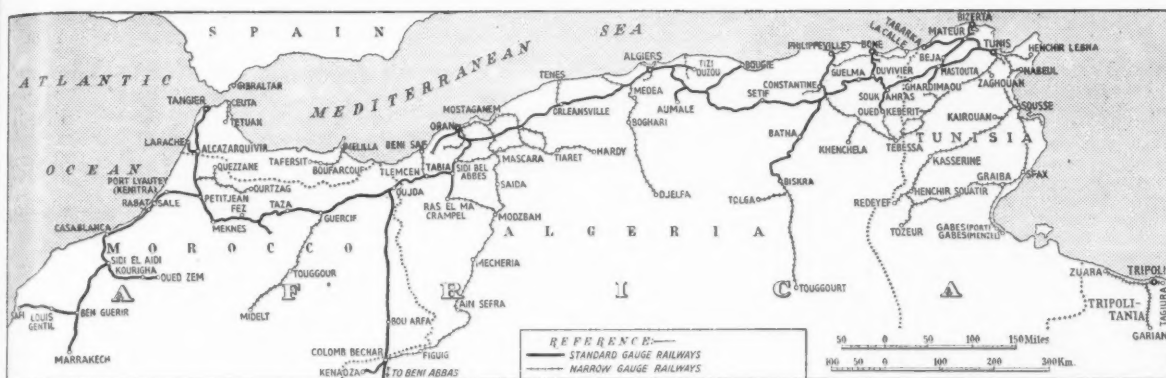 SPAIN
SEA
ATLANTIC
OCEAN
MEDITERRANEAN
GIBRALTAR
TANGIER
CEUTA
TETUAN
LARACHE
ALCAZARQUIVIR
MELILLA
TAFERSIT
BOUFARCOUF
QUEZZANE
OURTZAG
PORT LYAUTEY
(KENITRA)
RABAT
SALE
PETITJEAN
FEZ
TAZA
MEKNES
GUERCIF
CASABLANCA
MOROCCO
SIDI EL AIDI
KOURIGHA
OUED ZEM
LOUIS
GENTIL
BEN GUERIR
MARRAKECH
TOUGGOUR
MIDELT
BENI SAF
ORAN
MOSTAGANEM
TLEMCEN
TABIA
SIDI BEL
ABBES
OUJDA
RAS EL MA
CRAMPEL
MASCARA
SAIDA
MODZBAH
TIARET
HARDY
MECHERIA
AIN SEFRA
BOU ARFA
COLOMB BECHAR
FIGUIG
KENADZA
TO BENI ABBAS
TENES
ORLEANSVILLE
ALGIERS
MEDEA
BOGHARI
DJELFA
TIZI
OUZOU
AUMALE
BOUGIE
SETIF
ALGERIA
PHILIPPEVILLE
CONSTANTINE
BATNA
BISKRA
TOLGA
TOUGGOURT
BONE
GUELMA
DUVIVIER
SOUK AHRAS
OUED KEBERIT
KHENCHELA
TEBESSA
LA CALLE
TABARKA
MATEUR
BIZERTA
BEJA
MASTOUTA
GHARDIMAOU
TUNIS
HENCHIR LEBNA
NABEUL
ZAGHOUAN
SOUSSE
KAIROUAN
TUNISIA
KASSERINE
HENCHIR SOUATIR
GRAIBA
SFAX
REDEYEF
TOZEUR
GABES (PORT)
GABES (MENZEL)
ZUARA
TRIPOLI
TRIPOLI-
TANIA
TAGIURA
GARIAN
AFRICA
REFERENCE:—
STANDARD GAUGE RAILWAYS
NARROW GAUGE RAILWAYS
50 0 50 100 150 Miles
100 50 0 100 200 300 Km.